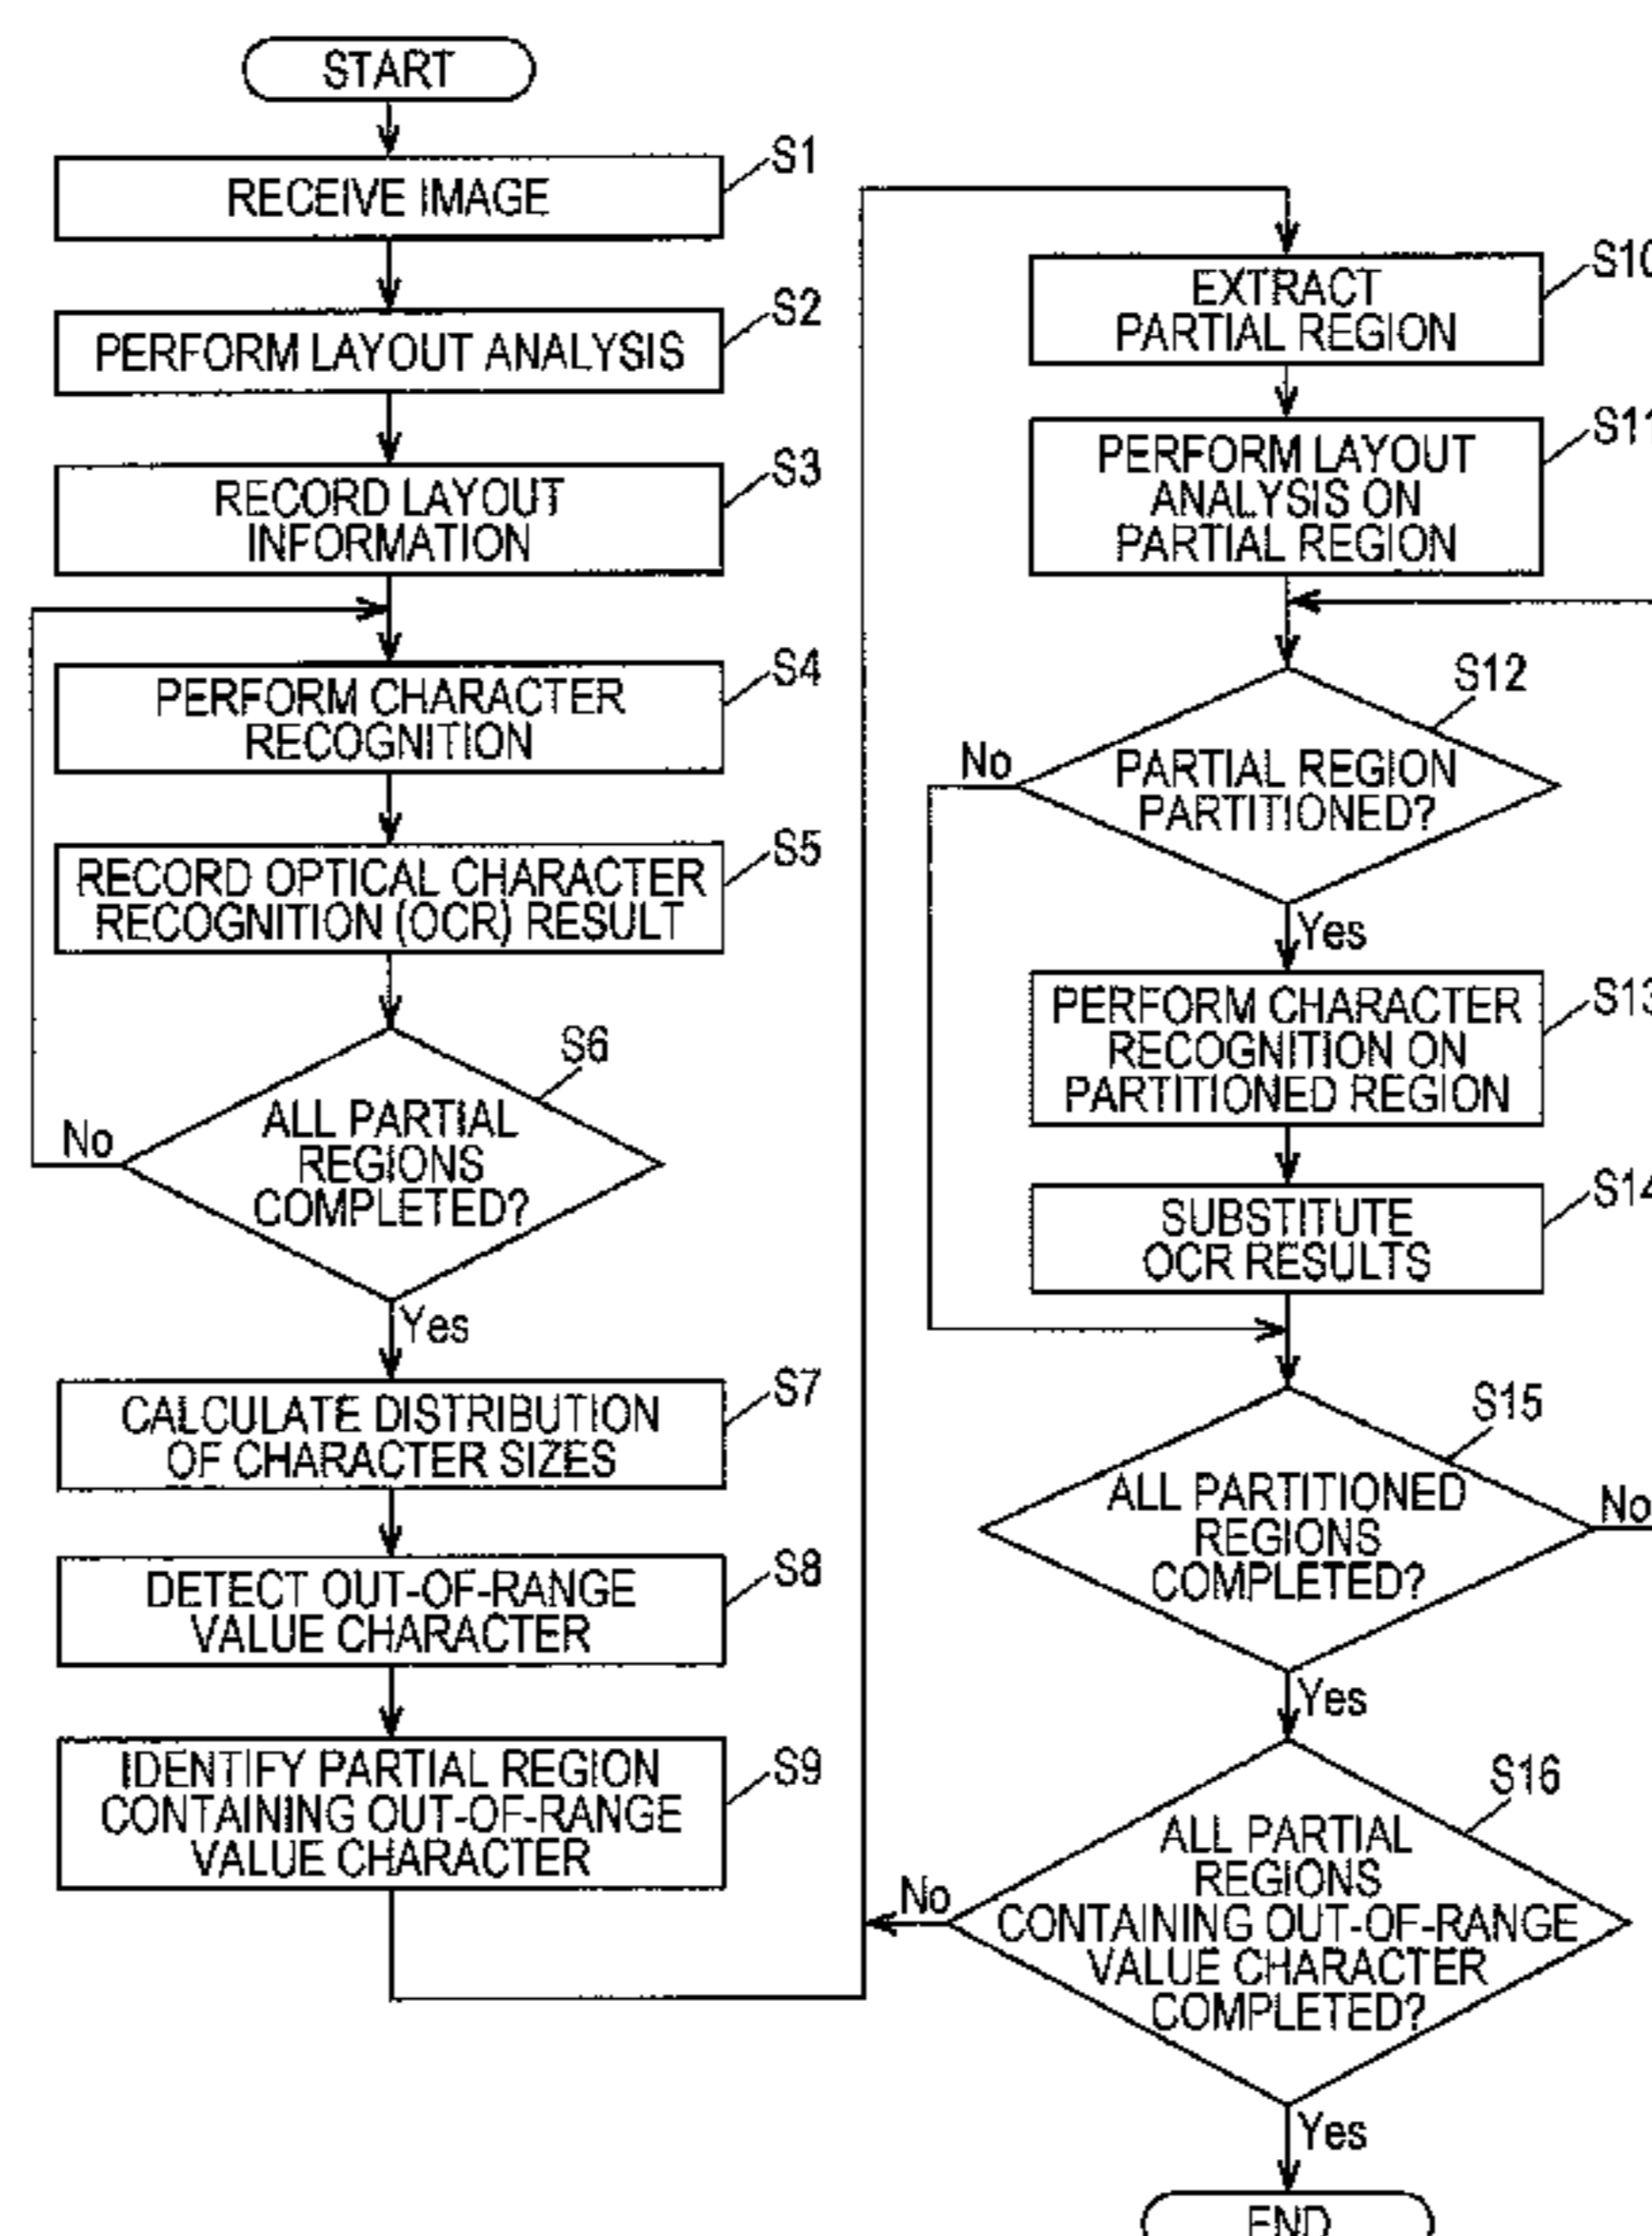 START
RECEIVE IMAGE
S1
PERFORM LAYOUT ANALYSIS
S2
RECORD LAYOUT
INFORMATION
S3
PERFORM CHARACTER
RECOGNITION
S4
RECORD OPTICAL CHARACTER
RECOGNITION (OCR) RESULT
S5
ALL PARTIAL
REGIONS
COMPLETED?
S6
No
Yes
CALCULATE DISTRIBUTION
OF CHARACTER SIZES
S7
DETECT OUT-OF-RANGE
VALUE CHARACTER
S8
IDENTIFY PARTIAL REGION
CONTAINING OUT-OF-RANGE
VALUE CHARACTER
S9
EXTRACT
PARTIAL REGION
S10
PERFORM LAYOUT
ANALYSIS ON
PARTIAL REGION
S11
PARTIAL REGION
PARTITIONED?
S12
No
Yes
PERFORM CHARACTER
RECOGNITION ON
PARTITIONED REGION
S13
SUBSTITUTE
OCR RESULTS
S14
ALL PARTITIONED
REGIONS
COMPLETED?
S15
No
Yes
ALL PARTIAL
REGIONS
CONTAINING OUT-OF-RANGE
VALUE CHARACTER
COMPLETED?
S16
No
Yes
END